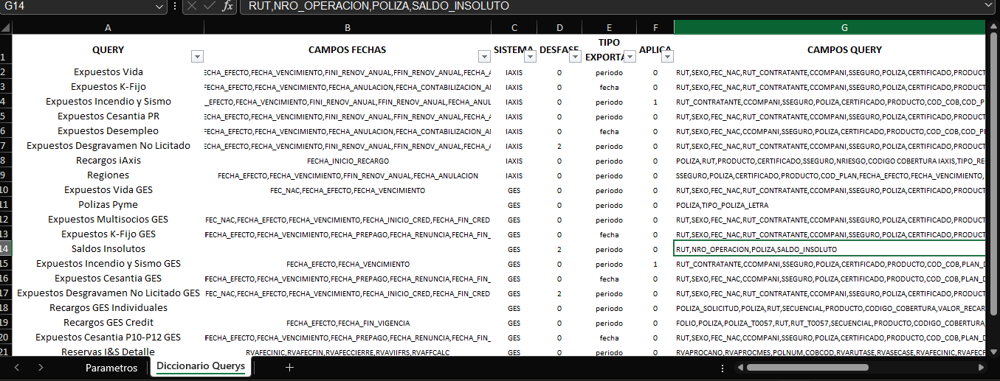 G14 fx RUT,NRO_OPERACION,POLIZA,SALDO_INSOLUTO
A B C D E F G
1 QUERY CAMPOS FECHAS SISTEMA DESFASE TIPO EXPORTA APLICA CAMPOS QUERY
2 Expuestos Vida ECHA_EFECTO,FECHA_VENCIMIENTO,FINI_RENOV_ANUAL,FFIN_RENOV_ANUAL,FECHA_A IAXIS 0 periodo 0 RUT,SEXO,FEC_NAC,RUT_CONTRATANTE,CCOMPANI,SSEGURO,POLIZA,CERTIFICADO,PRODUCT
3 Expuestos K-Fijo FECHA_EFECTO,FECHA_VENCIMIENTO,FECHA_ANULACION,FECHA_CONTABILIZACION_A IAXIS 0 fecha 0 RUT,SEXO,FEC_NAC,RUT_CONTRATANTE,CCOMPANI,SSEGURO,POLIZA,CERTIFICADO,PRODUCT
4 Expuestos Incendio y Sismo _EFECTO,FECHA_VENCIMIENTO,FINI_RENOV_ANUAL,FFIN_RENOV_ANUAL,FECHA_ANUL IAXIS 0 periodo 1 RUT_CONTRATANTE,CCOMPANI,SSEGURO,POLIZA,CERTIFICADO,PRODUCTO,COD_COB,COD_P
5 Expuestos Cesantia PR ECHA_EFECTO,FECHA_VENCIMIENTO,FINI_RENOV_ANUAL,FFIN_RENOV_ANUAL,FECHA_A IAXIS 0 periodo 0 RUT,SEXO,FEC_NAC,RUT_CONTRATANTE,CCOMPANI,SSEGURO,POLIZA,CERTIFICADO,PRODUCT
6 Expuestos Desempleo FECHA_EFECTO,FECHA_VENCIMIENTO,FECHA_ANULACION,FECHA_CONTABILIZACION_A IAXIS 0 fecha 0 RUT,SEXO,FEC_NAC,CCOMPANI,SSEGURO,POLIZA,CERTIFICADO,PRODUCTO,COD_COB,COD_PL
7 Expuestos Desgravamen No Licitado ECHA_EFECTO,FECHA_VENCIMIENTO,FINI_RENOV_ANUAL,FFIN_RENOV_ANUAL,FECHA_A IAXIS 2 periodo 0 RUT,SEXO,FEC_NAC,RUT_CONTRATANTE,CCOMPANI,SSEGURO,POLIZA,CERTIFICADO,PRODUCT
8 Recargos iAxis FECHA_INICIO_RECARGO IAXIS 0 periodo 0 POLIZA,RUT,PRODUCTO,CERTIFICADO,SSEGURO,NRIESGO,CODIGO COBERTURA IAXIS,TIPO_RE
9 Regiones FECHA_EFECTO,FECHA_VENCIMIENTO,FFIN_RENOV_ANUAL,FECHA_ANULACION IAXIS 0 periodo 0 SSEGURO,POLIZA,CERTIFICADO,PRODUCTO,COD_PLAN,FECHA_EFECTO,FECHA_VENCIMIENTO,
10 Expuestos Vida GES FEC_NAC,FECHA_EFECTO,FECHA_VENCIMIENTO GES 0 periodo 0 RUT,SEXO,FEC_NAC,RUT_CONTRATANTE,CCOMPANI,SSEGURO,POLIZA,CERTIFICADO,PRODUCT
11 Polizas Pyme GES 0 periodo 0 POLIZA,TIPO_POLIZA_LETRA
12 Expuestos Multisocios GES FEC_NAC,FECHA_EFECTO,FECHA_VENCIMIENTO,FECHA_INICIO_CRED,FECHA_FIN_CRED GES 0 periodo 0 RUT,SEXO,FEC_NAC,RUT_CONTRATANTE,CCOMPANI,SSEGURO,POLIZA,CERTIFICADO,PRODUCT
13 Expuestos K-Fijo GES FECHA_EFECTO,FECHA_VENCIMIENTO,FECHA_PREPAGO,FECHA_RENUNCIA,FECHA_FIN_ GES 0 fecha 0 RUT,SEXO,FEC_NAC,RUT_CONTRATANTE,CCOMPANI,SSEGURO,POLIZA,CERTIFICADO,PRODUCT
14 Saldos Insolutos GES 2 periodo 0 RUT,NRO_OPERACION,POLIZA,SALDO_INSOLUTO
15 Expuestos Incendio y Sismo GES FECHA_EFECTO,FECHA_VENCIMIENTO GES 0 periodo 1 RUT_CONTRATANTE,CCOMPANI,SSEGURO,POLIZA,CERTIFICADO,PRODUCTO,COD_COB,PLAN_D
16 Expuestos Cesantia GES FECHA_EFECTO,FECHA_VENCIMIENTO,FECHA_PREPAGO,FECHA_RENUNCIA,FECHA_FIN_ GES 0 fecha 0 RUT,SEXO,FEC_NAC,CCOMPANI,SSEGURO,POLIZA,CERTIFICADO,PRODUCTO,COD_COB,PLAN_D
17 Expuestos Desgravamen No Licitado GES FEC_NAC,FECHA_EFECTO,FECHA_VENCIMIENTO,FECHA_INICIO_CRED,FECHA_FIN_CRED GES 2 periodo 0 RUT,SEXO,FEC_NAC,RUT_CONTRATANTE,CCOMPANI,SSEGURO,POLIZA,CERTIFICADO,PRODUCT
18 Recargos GES Individuales GES 0 periodo 0 POLIZA_SOLICITUD,POLIZA,RUT,SECUENCIAL,PRODUCTO,CODIGO_COBERTURA,VALOR_RECAR
19 Recargos GES Credit FECHA_EFECTO,FECHA_FIN_VIGENCIA GES 0 periodo 0 FOLIO,POLIZA,POLIZA_T0057,RUT,RUT_T0057,SECUENCIAL,PRODUCTO,CODIGO_COBERTURA,
20 Expuestos Cesantia P10-P12 GES FECHA_EFECTO,FECHA_VENCIMIENTO,FECHA_PREPAGO,FECHA_RENUNCIA,FECHA_FIN_ GES 0 fecha 0 RUT,SEXO,FEC_NAC,CCOMPANI,SSEGURO,POLIZA,CERTIFICADO,PRODUCTO,COD_COB,PLAN_D
21 Reservas I&S Detalle RVAFECINIC,RVAFECFIN,RVAFECCIERRE,RVAVIIFRS,RVAFFCALC GES 0 periodo 0 RVAPROCANO,RVAPROCMES,POLNUM,COBCOD,RVARUTASE,RVASECASE,RVAFECINIC,RVAFECF
Parametros Diccionario Querys